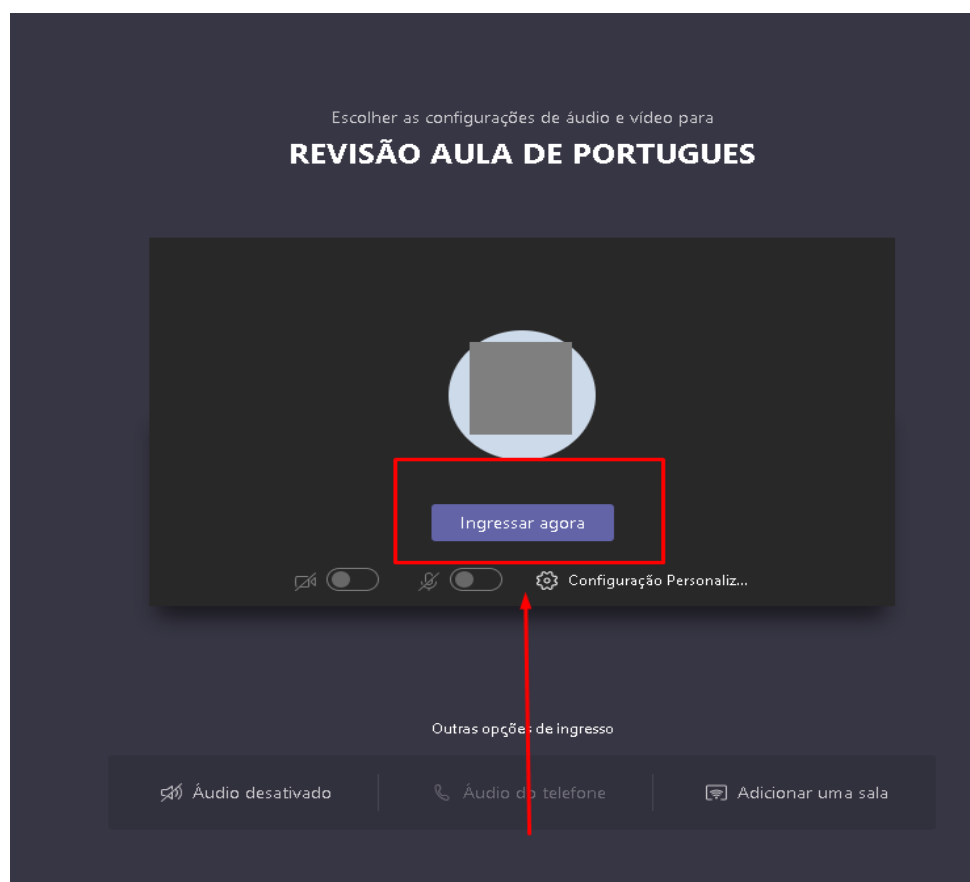 Escolher as configurações de áudio e vídeo para
REVISÃO AULA DE PORTUGUES
Ingressar agora
Configuração Personaliz...
Outras opções de ingresso
Áudio desativado
Áudio do telefone
Adicionar uma sala